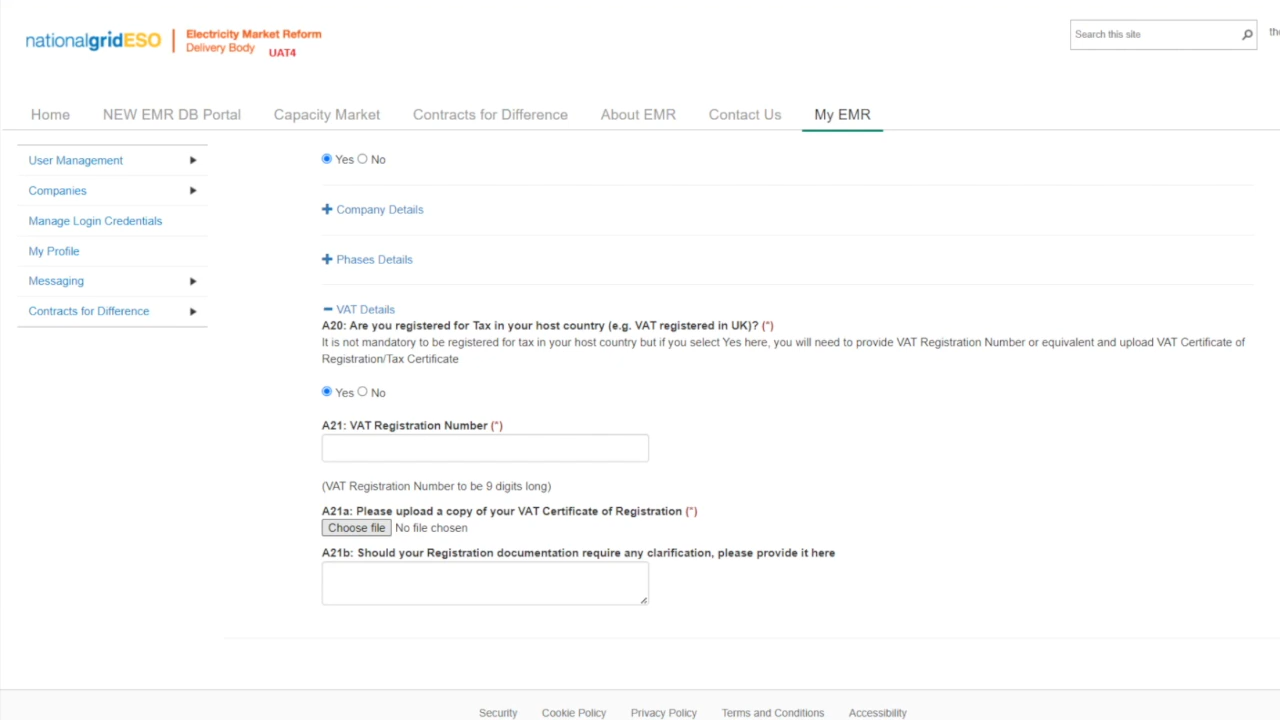 nationalgridESO
Electricity Market Reform
Delivery Body
UAT4
Search this site
Home
NEW EMR DB Portal
Capacity Market
Contracts for Difference
About EMR
Contact Us
My EMR
User Management
Companies
Manage Login Credentials
My Profile
Messaging
Contracts for Difference
Yes No
Company Details
Phases Details
VAT Details
A20: Are you registered for Tax in your host country (e.g. VAT registered in UK)? (*)
It is not mandatory to be registered for tax in your host country but if you select Yes here, you will need to provide VAT Registration Number or equivalent and upload VAT Certificate of
Registration/Tax Certificate
Yes No
A21: VAT Registration Number (*)
(VAT Registration Number to be 9 digits long)
A21a: Please upload a copy of your VAT Certificate of Registration (*)
Choose file No file chosen
A21b: Should your Registration documentation require any clarification, please provide it here
Security
Cookie Policy
Privacy Policy
Terms and Conditions
Accessibility